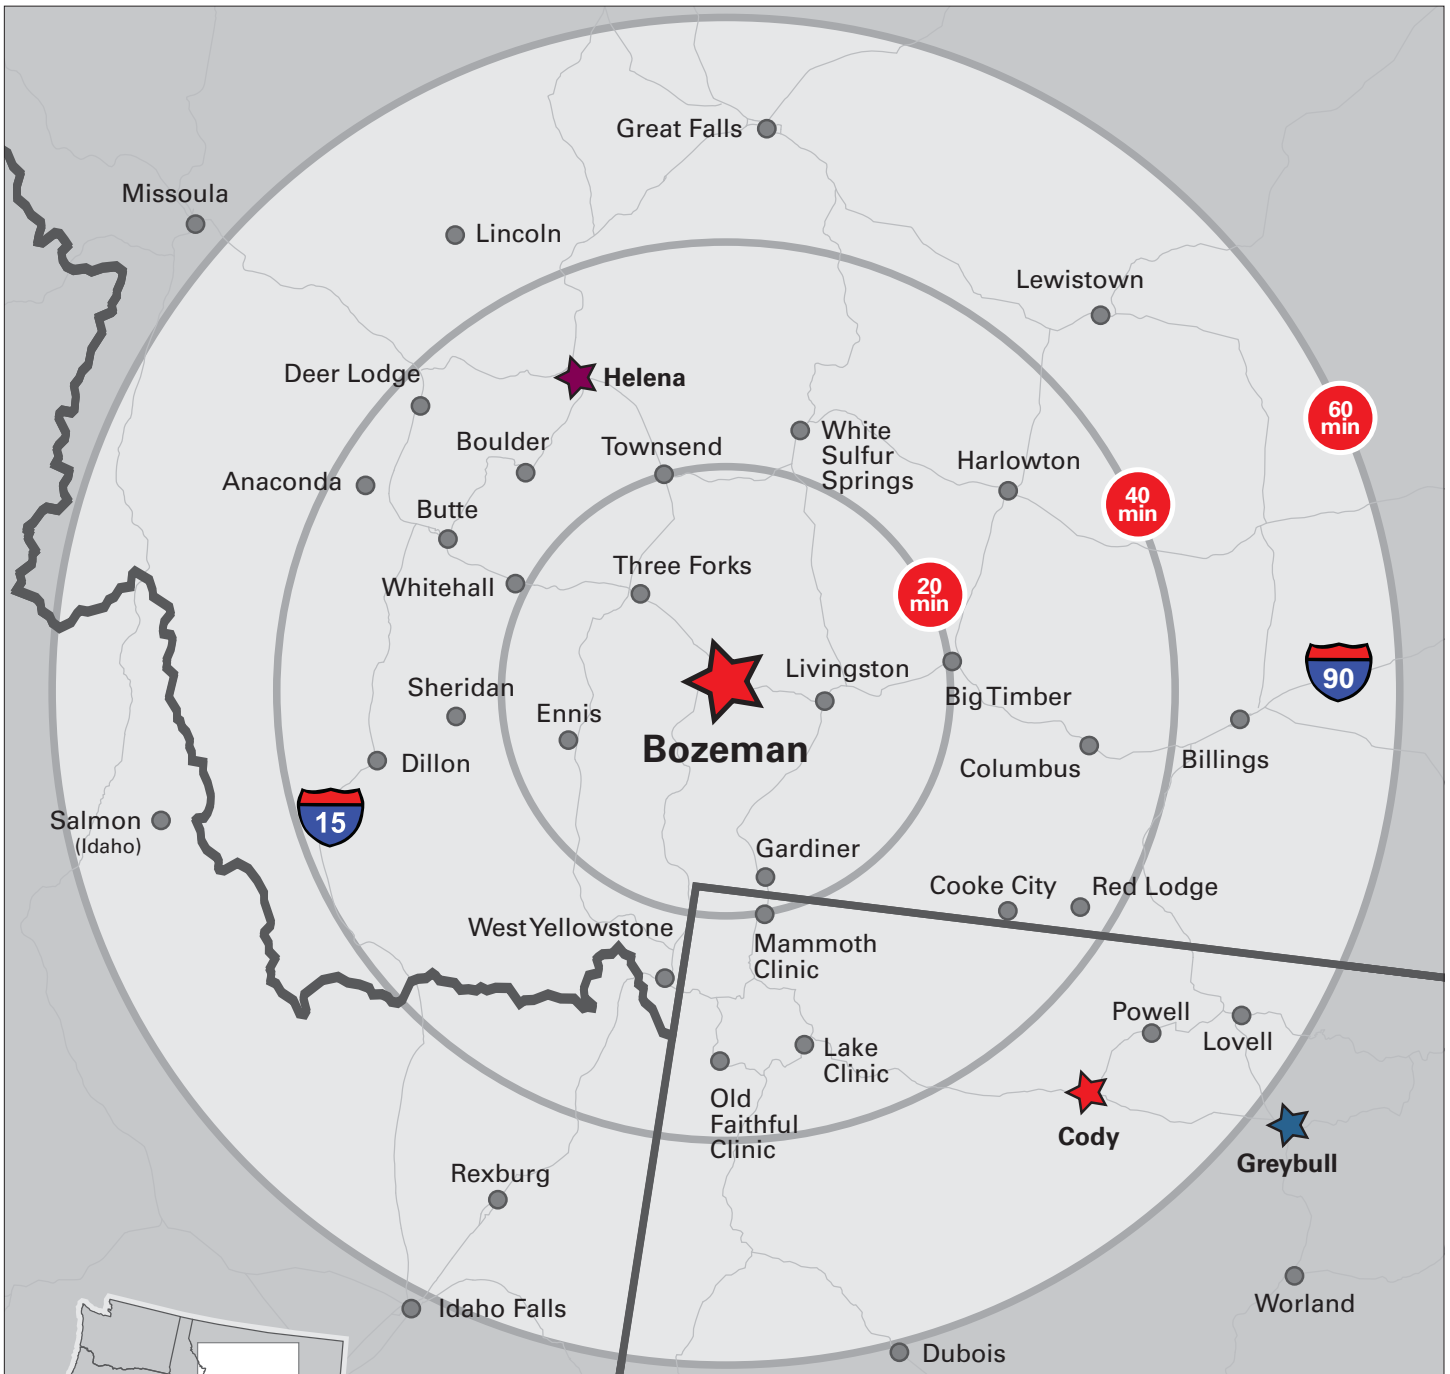 Great Falls
Missoula
Lincoln
Lewistown
Deer Lodge
Helena
60
min
Boulder
Townsend
White
Sulfur
Springs
Harlowton
Anaconda
40
min
Butte
Three Forks
Whitehall
20
min
Livingston
90
Sheridan
Big Timber
Ennis
Bozeman
Dillon
Columbus
Billings
15
Salmon
(Idaho)
Gardiner
Cooke City
Red Lodge
West Yellowstone
Mammoth
Clinic
Powell
Lovell
Lake
Clinic
Old
Faithful
Clinic
Cody
Greybull
Rexburg
Worland
Idaho Falls
Dubois